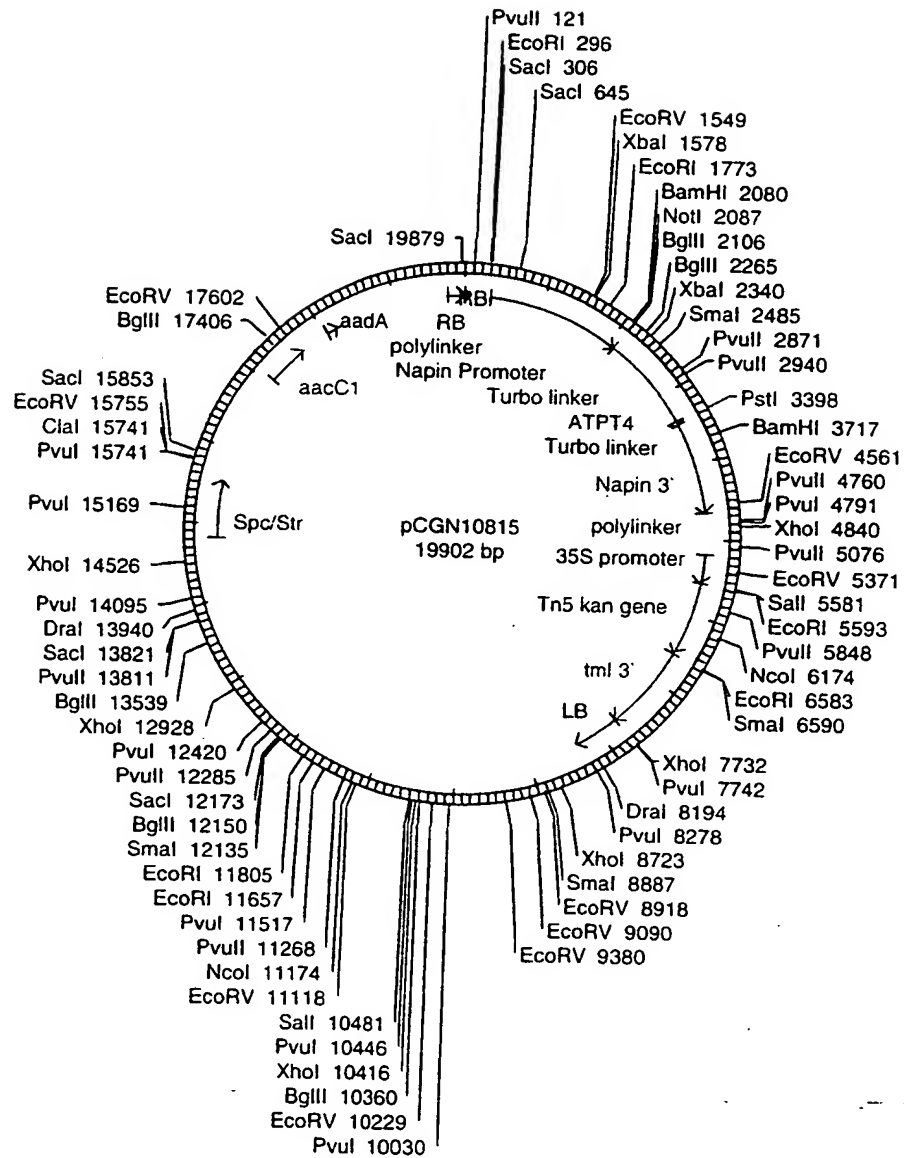 PvuII 121
EcoRI 296
SacI 306
SacI 645
EcoRV 1549
XbaI 1578
EcoRI 1773
BamHI 2080
NotI 2087
BglII 2106
BglII 2265
XbaI 2340
SmaI 2485
PvuII 2871
PvuII 2940
PstI 3398
BamHI 3717
EcoRV 4561
PvuII 4760
PvuI 4791
XhoI 4840
PvuII 5076
EcoRV 5371
SalI 5581
EcoRI 5593
PvuII 5848
NcoI 6174
EcoRI 6583
SmaI 6590
XhoI 7732
PvuI 7742
DraI 8194
PvuI 8278
XhoI 8723
SmaI 8887
EcoRV 8918
EcoRV 9090
EcoRV 9380
PvuI 10030
EcoRV 10229
BglII 10360
XhoI 10416
PvuI 10446
SalI 10481
EcoRV 11118
NcoI 11174
PvuII 11268
PvuI 11517
EcoRI 11657
EcoRI 11805
SmaI 12135
BglII 12150
SacI 12173
PvuII 12285
PvuI 12420
XhoI 12928
BglII 13539
PvuII 13811
SacI 13821
DraI 13940
PvuI 14095
XhoI 14526
PvuI 15169
PvuI 15741
ClaI 15741
EcoRV 15755
SacI 15853
BglII 17406
EcoRV 17602
SacI 19879
RB
RB
polylinker
Napin Promoter
Turbo linker
ATPT4
Turbo linker
Napin 3`
polylinker
35S promoter
Tn5 kan gene
tml 3`
LB
Spc/Str
aacC1
aadA
pCGN10815
19902 bp